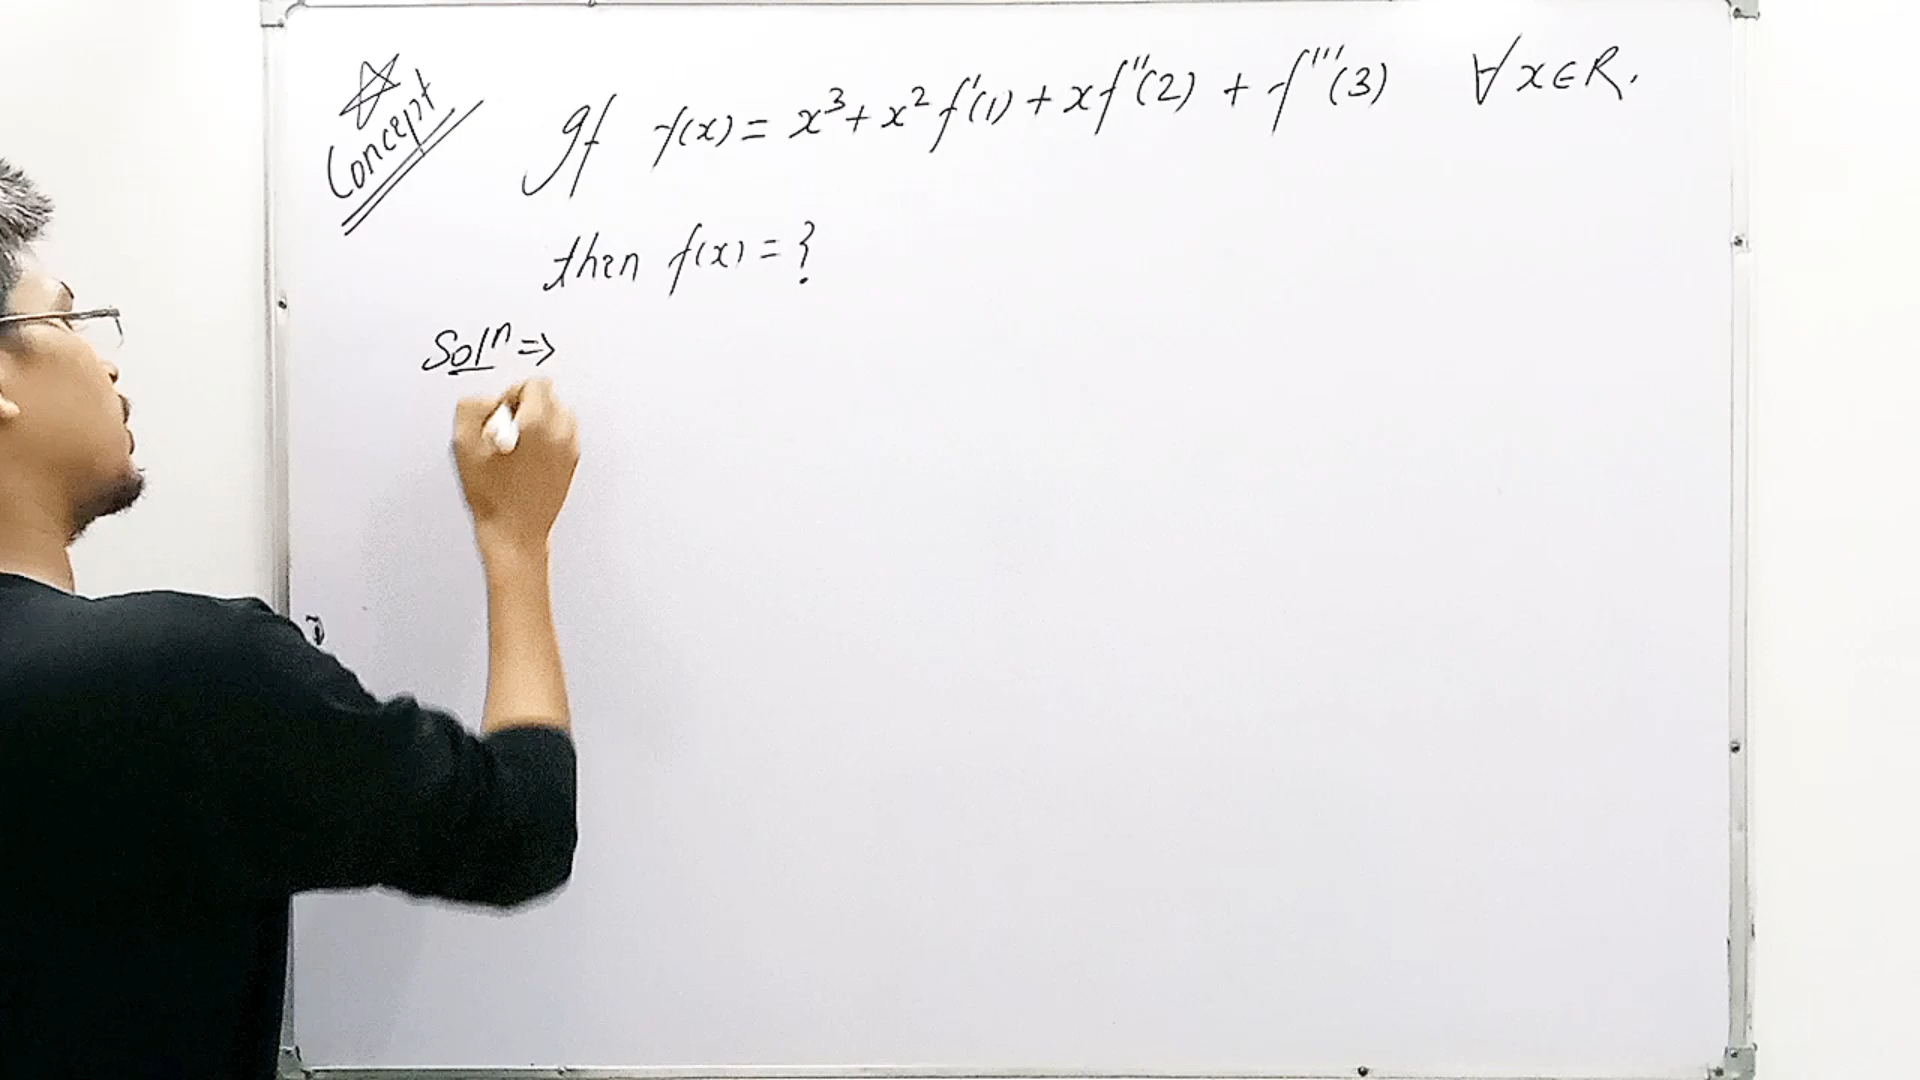 Concept
If f(x) = x³ + x² f'(1) + x f''(2) + f'''(3) ∀ x ∈ R.
then f(x) = ?
Solⁿ ⇒